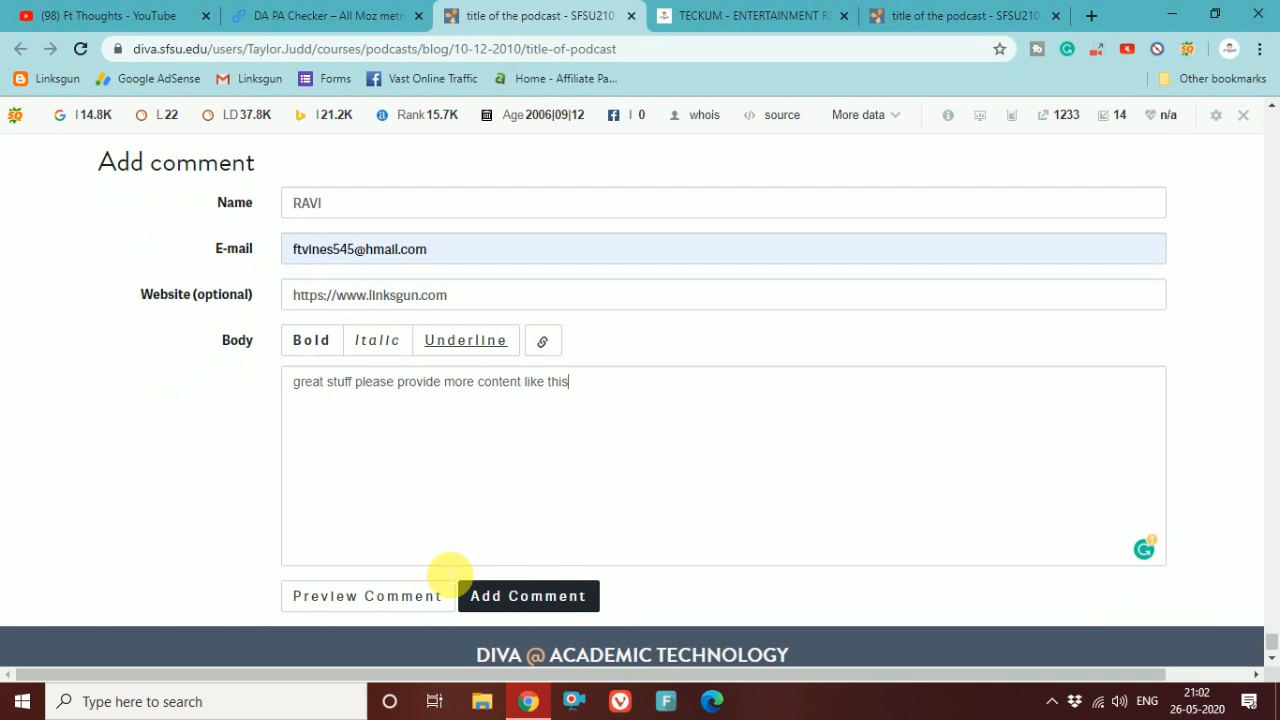 (98) Ft Thoughts - YouTube
DA PA Checker – All Moz metr
title of the podcast - SFSU210
TECKUM - ENTERTAINMENT R
title of the podcast - SFSU210
diva.sfsu.edu/users/Taylor.Judd/courses/podcasts/blog/10-12-2010/title-of-podcast
Linksgun
Google AdSense
Linksgun
Forms
Vast Online Traffic
Home - Affiliate Pa...
Other bookmarks
I 14.8K
L 22
LD 37.8K
I 21.2K
Rank 15.7K
Age 2006|09|12
I 0
whois
source
More data
1233
14
n/a
Add comment
Name
RAVI
E-mail
ftvines545@hmail.com
Website (optional)
https://www.linksgun.com
Body
Bold
Italic
Underline
great stuff please provide more content like this
Preview Comment
Add Comment
DIVA @ ACADEMIC TECHNOLOGY
Type here to search
ENG
21:02
26-05-2020